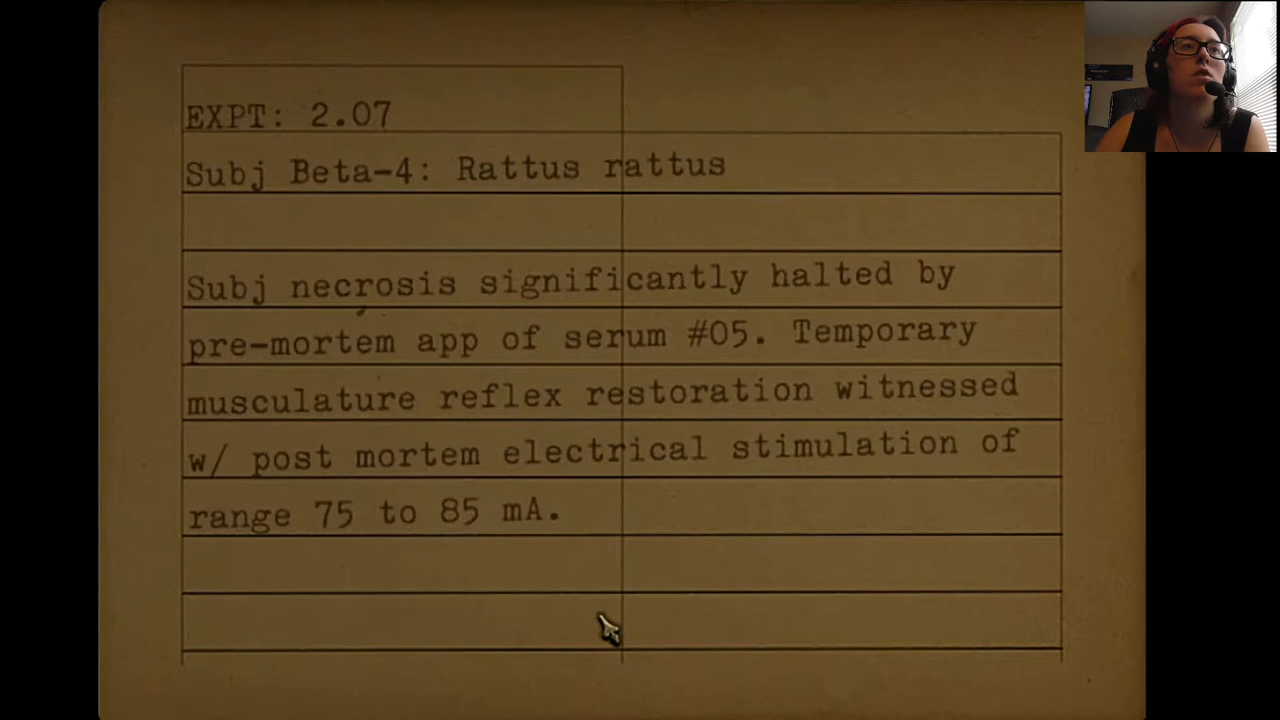 EXPT: 2.07
Subj Beta-4: Rattus rattus
Subj necrosis significantly halted by
pre-mortem app of serum #05. Temporary
musculature reflex restoration witnessed
w/ post mortem electrical stimulation of
range 75 to 85 mA.